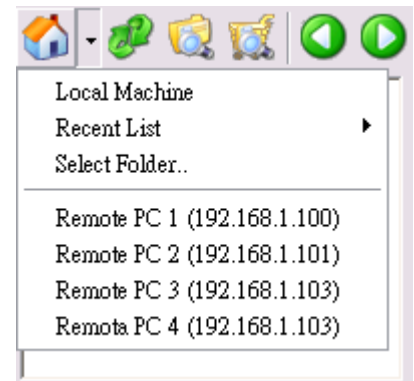 Local Machine
Recent List
Select Folder..
Remote PC 1 (192.168.1.100)
Remote PC 2 (192.168.1.101)
Remote PC 3 (192.168.1.103)
Remota PC 4 (192.168.1.103)